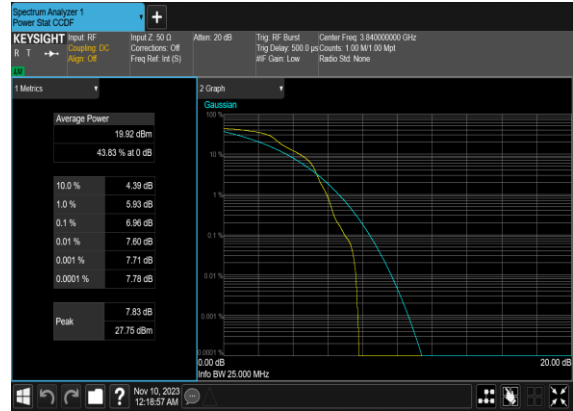 Spectrum Analyzer 1
Power Stat CCDF
KEYSIGHT
R T
LM
Input: RF
Coupling: DC
Align: Off
Input Z: 50 Ω
Corrections: Off
Freq Ref: Int (S)
Atten: 20 dB
Trig: RF Burst
Trig Delay: 500.0 µs
#IF Gain: Low
Center Freq: 3.840000000 GHz
Counts: 1.00 M/1.00 Mpt
Radio Std: None
1 Metrics
Average Power
19.92 dBm
43.83 % at 0 dB
10.0 % 4.39 dB
1.0 % 5.93 dB
0.1 % 6.96 dB
0.01 % 7.60 dB
0.001 % 7.71 dB
0.0001 % 7.78 dB
Peak
7.83 dB
27.75 dBm
2 Graph
Gaussian
100 %
10 %
1 %
0.1 %
0.01 %
0.001 %
0.0001 %
0.00 dB
20.00 dB
Info BW 25.000 MHz
?
Nov 10, 2023
12:18:57 AM